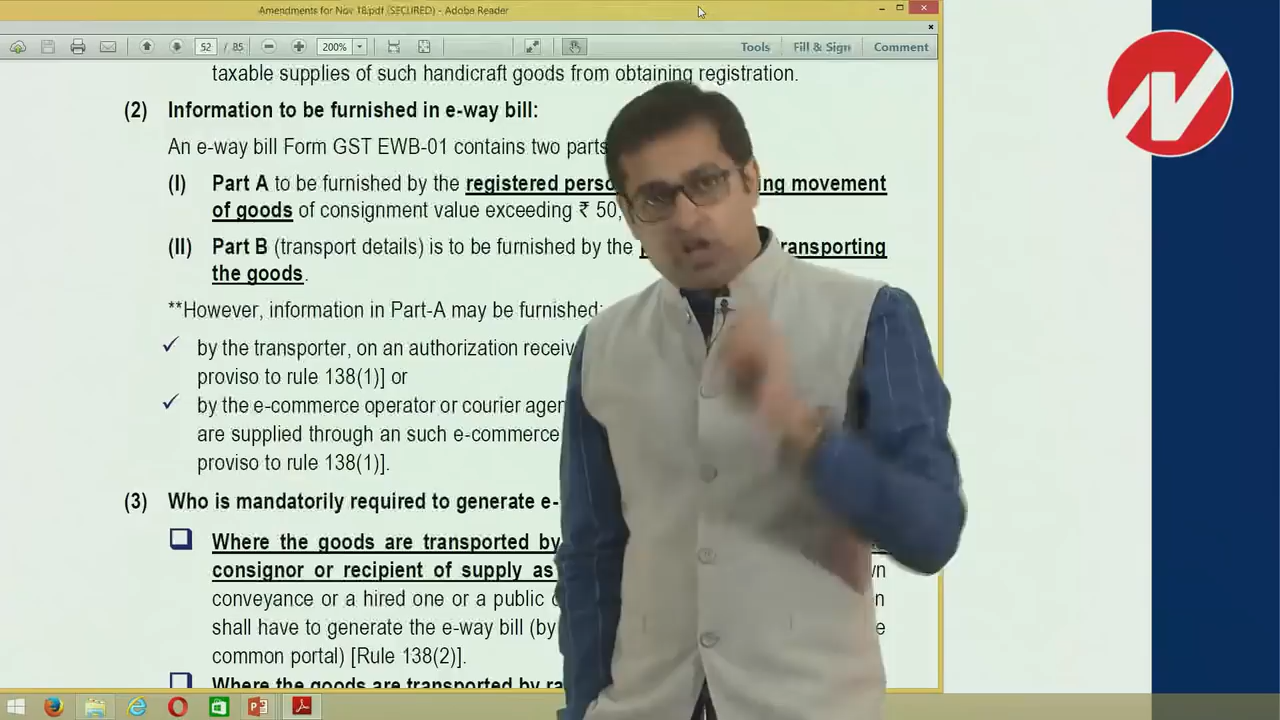 Amendments for Nov 18.pdf (SECURED) - Adobe Reader
52 / 85 200% Tools Fill & Sign Comment
taxable supplies of such handicraft goods from obtaining registration.
(2) Information to be furnished in e-way bill:
An e-way bill Form GST EWB-01 contains two parts
(I) Part A to be furnished by the registered perso ing movement
of goods of consignment value exceeding ₹ 50,
(II) Part B (transport details) is to be furnished by the ransporting
the goods.
**However, information in Part-A may be furnished:
✓ by the transporter, on an authorization receiv
proviso to rule 138(1)] or
✓ by the e-commerce operator or courier agen
are supplied through an such e-commerce
proviso to rule 138(1)].
(3) Who is mandatorily required to generate e-
Where the goods are transported by
consignor or recipient of supply as wn
conveyance or a hired one or a public n
shall have to generate the e-way bill (by e
common portal) [Rule 138(2)].
Where the goods are transported by ra